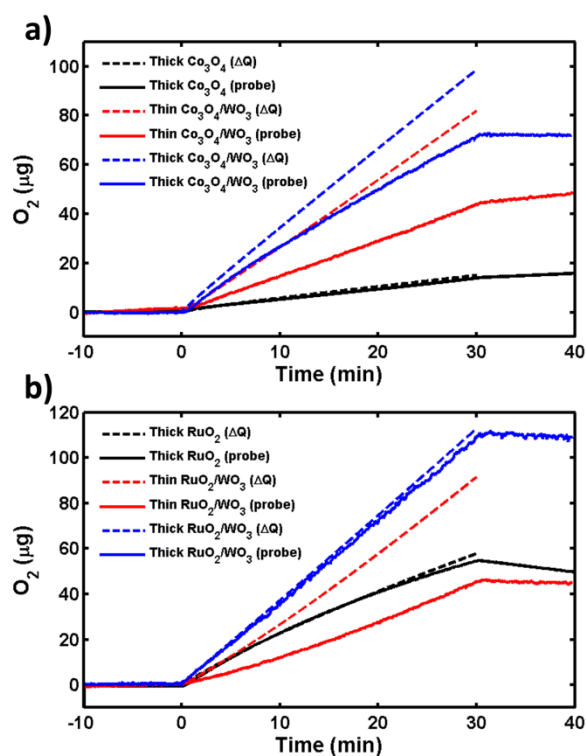 a)
100
80
60
40
20
0
O₂ (μg)
Thick Co₃O₄ (ΔQ)
Thick Co₃O₄ (probe)
Thin Co₃O₄/WO₃ (ΔQ)
Thin Co₃O₄/WO₃ (probe)
Thick Co₃O₄/WO₃ (ΔQ)
Thick Co₃O₄/WO₃ (probe)
-10 0 10 20 30 40
Time (min)
b)
120
100
80
60
40
20
0
O₂ (μg)
Thick RuO₂ (ΔQ)
Thick RuO₂ (probe)
Thin RuO₂/WO₃ (ΔQ)
Thin RuO₂/WO₃ (probe)
Thick RuO₂/WO₃ (ΔQ)
Thick RuO₂/WO₃ (probe)
-10 0 10 20 30 40
Time (min)